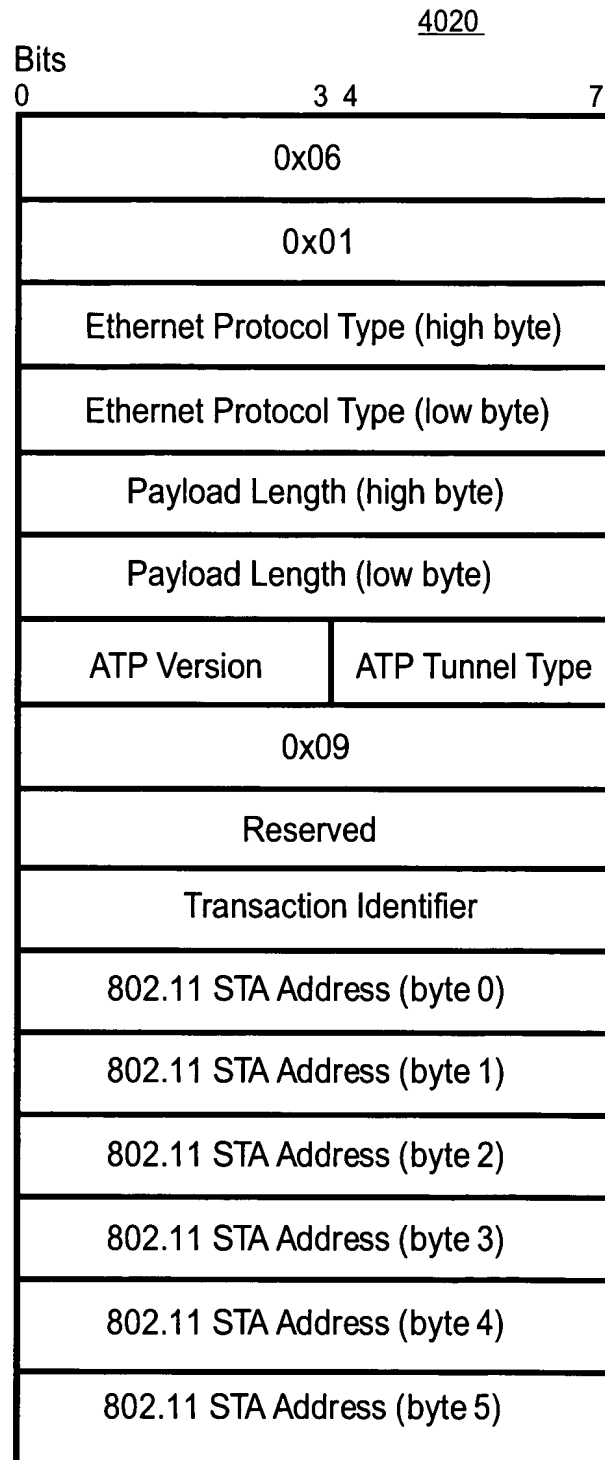 4020
Bits
0 3 4 7
0x06
0x01
Ethernet Protocol Type (high byte)
Ethernet Protocol Type (low byte)
Payload Length (high byte)
Payload Length (low byte)
ATP Version ATP Tunnel Type
0x09
Reserved
Transaction Identifier
802.11 STA Address (byte 0)
802.11 STA Address (byte 1)
802.11 STA Address (byte 2)
802.11 STA Address (byte 3)
802.11 STA Address (byte 4)
802.11 STA Address (byte 5)